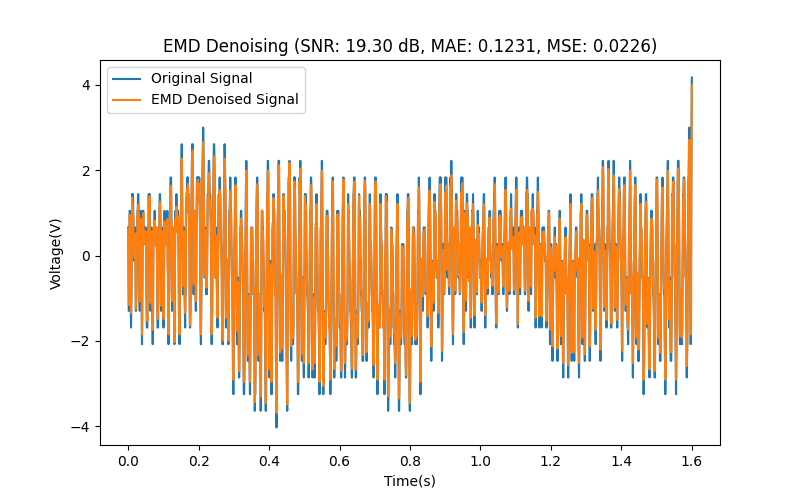 EMD Denoising (SNR: 19.30 dB, MAE: 0.1231, MSE: 0.0226)
Original Signal
EMD Denoised Signal
Voltage(V)
4
2
0
−2
−4
0.0 0.2 0.4 0.6 0.8 1.0 1.2 1.4 1.6
Time(s)